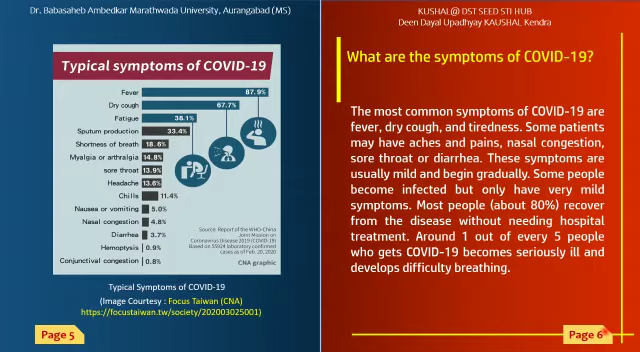 Dr. Babasaheb Ambedkar Marathwada University, Aurangabad (MS)
Typical symptoms of COVID-19
Fever 87.9%
Dry cough 67.7%
Fatigue 38.1%
Sputum production 33.4%
Shortness of breath 18.6%
Myalgia or arthralgia 14.8%
sore throat 13.9%
Headache 13.6%
Chills 11.4%
Nausea or vomiting 5.0%
Nasal congestion 4.8%
Diarrhea 3.7%
Hemoptysis 0.9%
Conjunctival congestion 0.8%
Source: Report of the WHO-China
Joint Mission on
Coronavirus Disease 2019 (COVID-19)
Based on 55924 laboratory confirmed
cases as of Feb. 20, 2020
CNA graphic
Typical Symptoms of COVID-19
(Image Courtesy : Focus Taiwan (CNA)
https://focustaiwan.tw/society/202003025001)
Page 5
KUSHAL@ DST SEED STI HUB
Deen Dayal Upadhyay KAUSHAL Kendra
What are the symptoms of COVID-19?
The most common symptoms of COVID-19 are
fever, dry cough, and tiredness. Some patients
may have aches and pains, nasal congestion,
sore throat or diarrhea. These symptoms are
usually mild and begin gradually. Some people
become infected but only have very mild
symptoms. Most people (about 80%) recover
from the disease without needing hospital
treatment. Around 1 out of every 5 people
who gets COVID-19 becomes seriously ill and
develops difficulty breathing.
Page 6